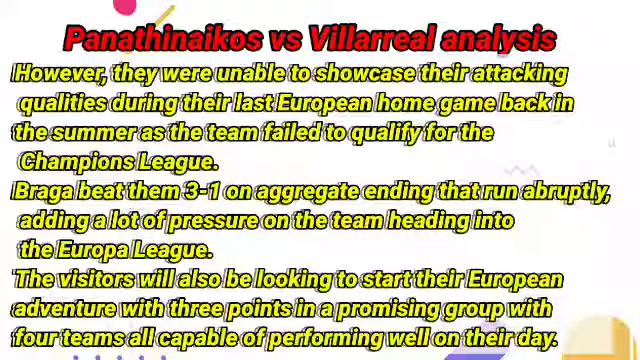 Panathinaikos vs Villarreal analysis
However, they were unable to showcase their attacking
qualities during their last European home game back in
the summer as the team failed to qualify for the
Champions League.
Braga beat them 3-1 on aggregate ending that run abruptly,
adding a lot of pressure on the team heading into
the Europa League.
The visitors will also be looking to start their European
adventure with three points in a promising group with
four teams all capable of performing well on their day.